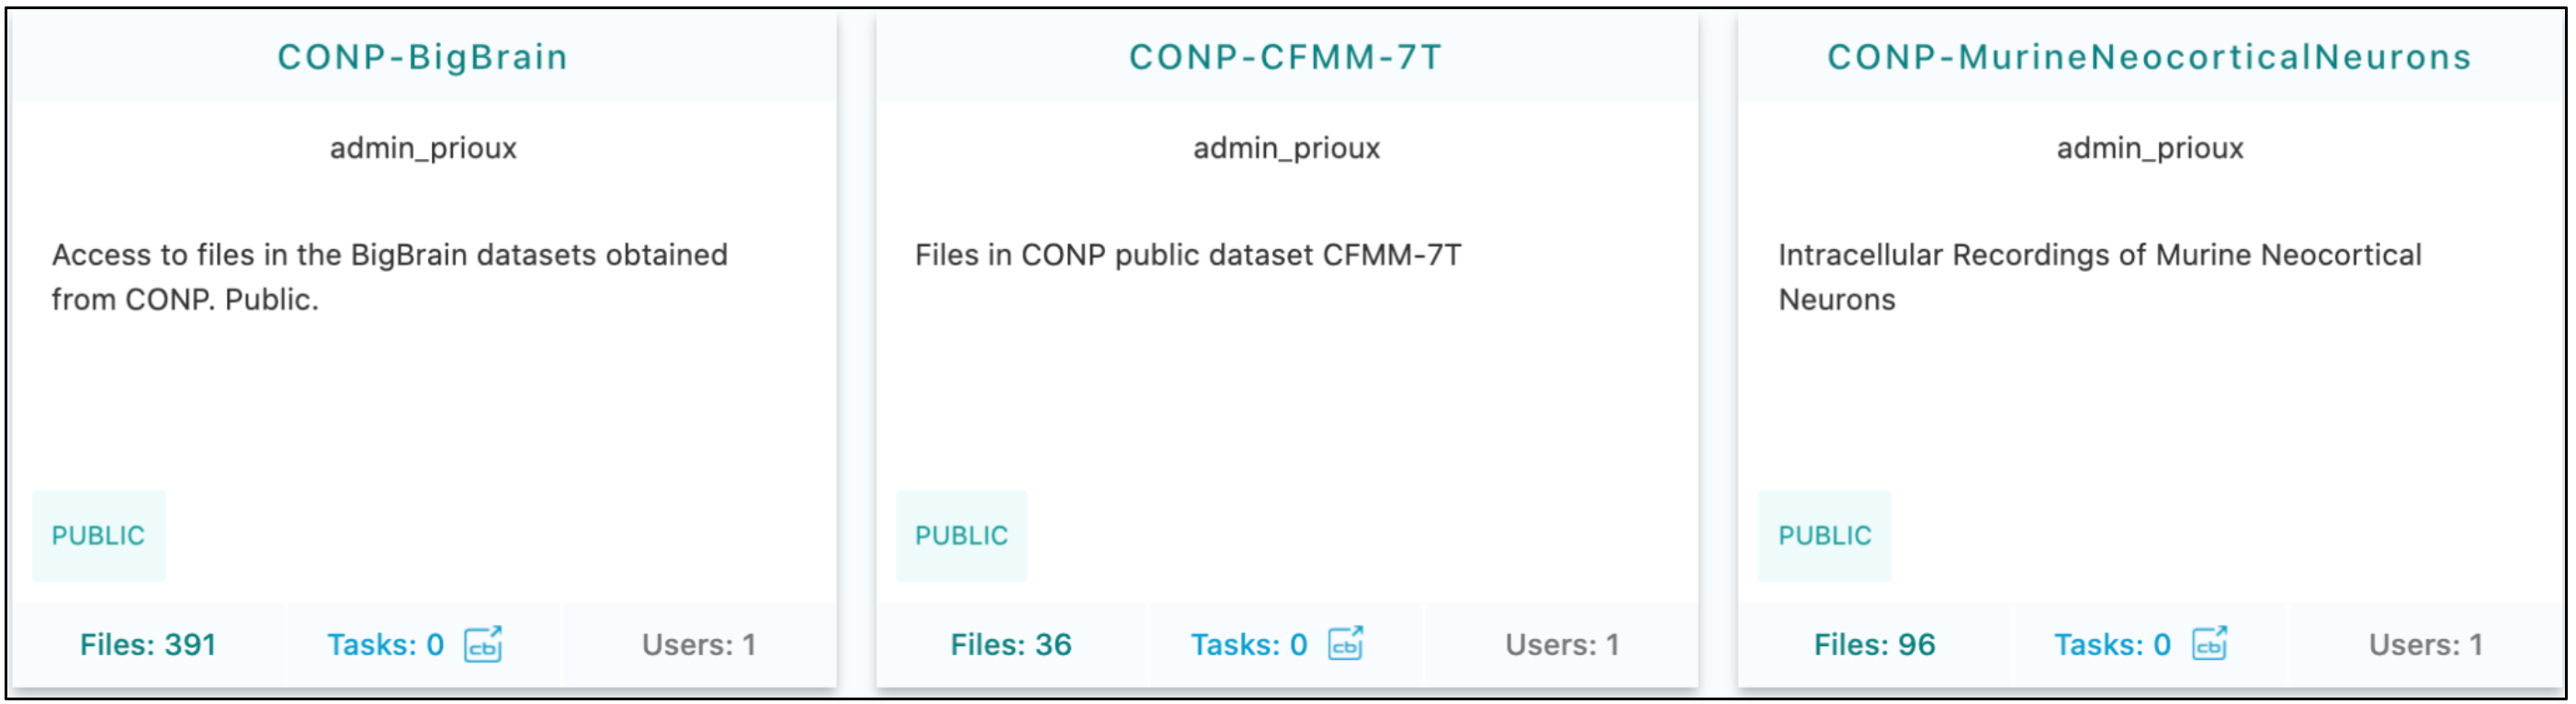 CONP-BigBrain
admin_prioux
Access to files in the BigBrain datasets obtained
from CONP. Public.
PUBLIC
Files: 391
Tasks: 0
cb
Users: 1
CONP-CFMM-7T
admin_prioux
Files in CONP public dataset CFMM-7T
PUBLIC
Files: 36
Tasks: 0
cb
Users: 1
CONP-MurineNeocorticalNeurons
admin_prioux
Intracellular Recordings of Murine Neocortical
Neurons
PUBLIC
Files: 96
Tasks: 0
cb
Users: 1